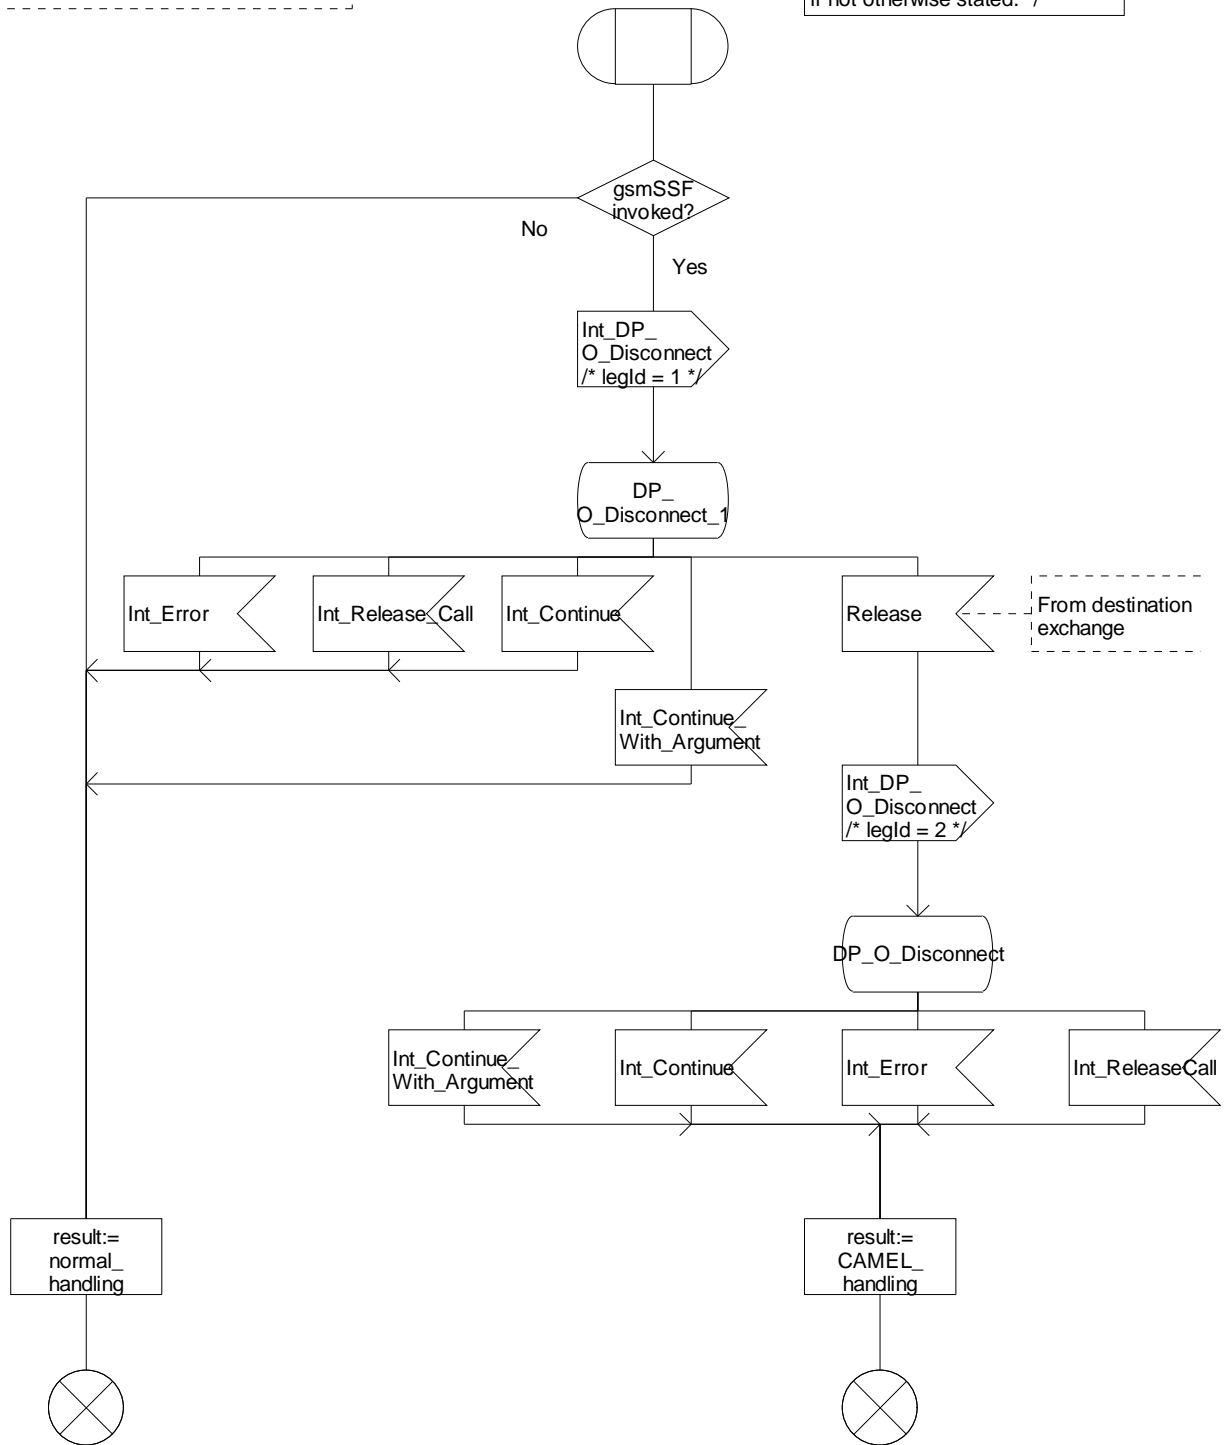 If not otherwise stated. */
gsmSSF
invoked?
No
Yes
Int_DP_
O_Disconnect
/* legId = 1 */
DP_
O_Disconnect_1
Int_Error
Int_Release_Call
Int_Continue
Release
From destination
exchange
Int_Continue_
With_Argument
Int_DP_
O_Disconnect
/* legId = 2 */
DP_O_Disconnect
Int_Continue_
With_Argument
Int_Continue
Int_Error
Int_ReleaseCall
result:=
normal_
handling
result:=
CAMEL_
handling